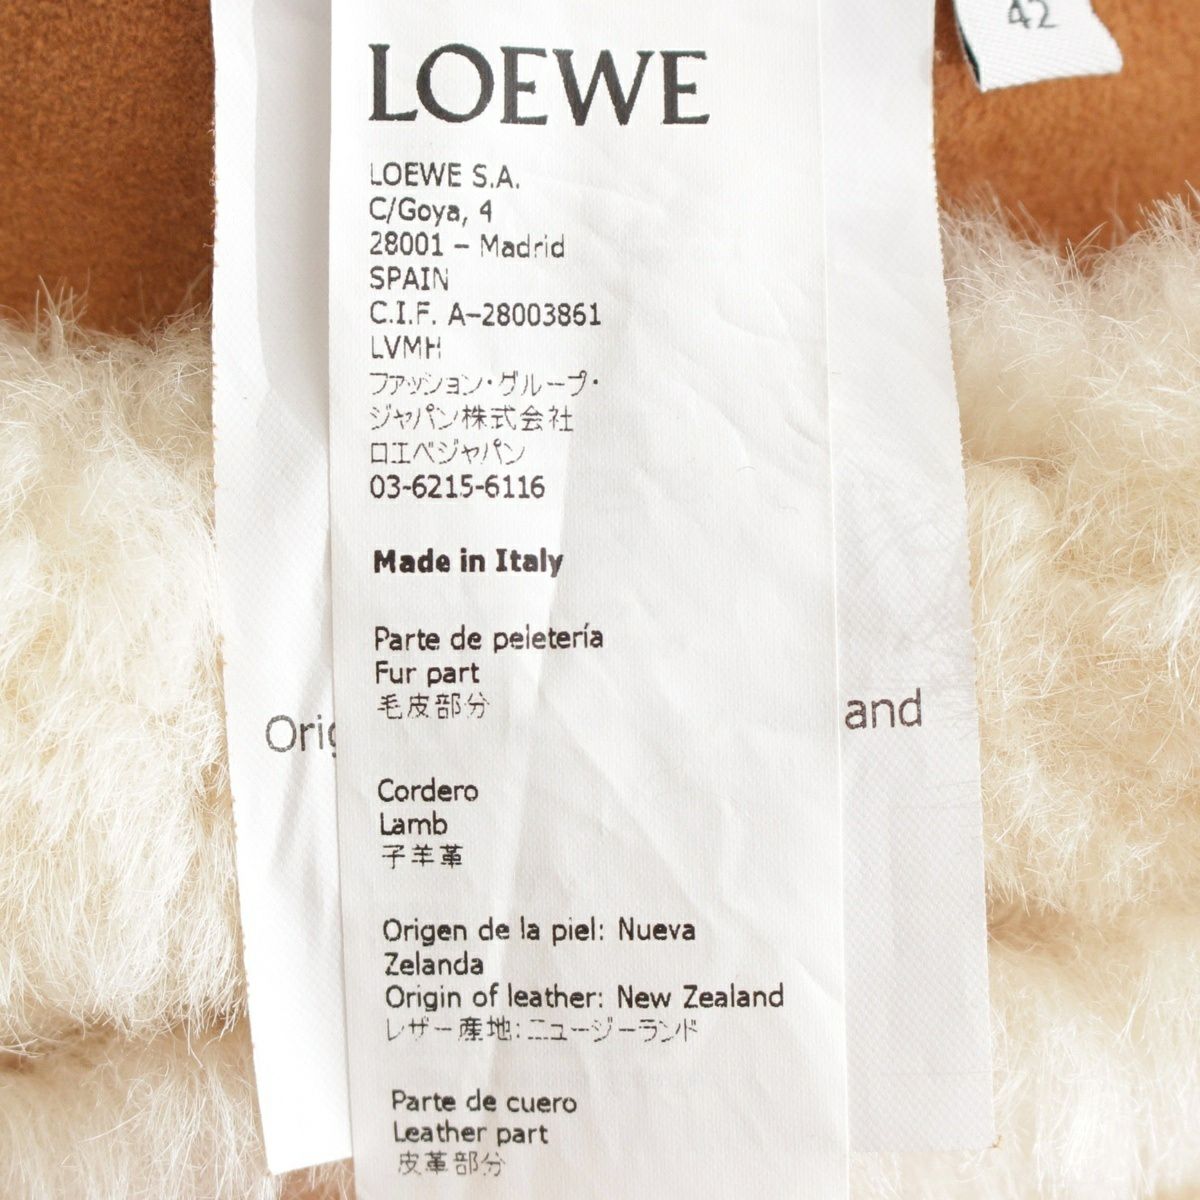 42
LOEWE
LOEWE S.A.
C/Goya, 4
28001 – Madrid
SPAIN
C.I.F. A–28003861
LVMH
ファッション・グループ・
ジャパン株式会社
ロエベジャパン
03-6215-6116
Made in Italy
Parte de peletería
Fur part
毛皮部分
Orig
and
Cordero
Lamb
子羊革
Origen de la piel: Nueva
Zelanda
Origin of leather: New Zealand
レザー産地：ニュージーランド
Parte de cuero
Leather part
皮革部分